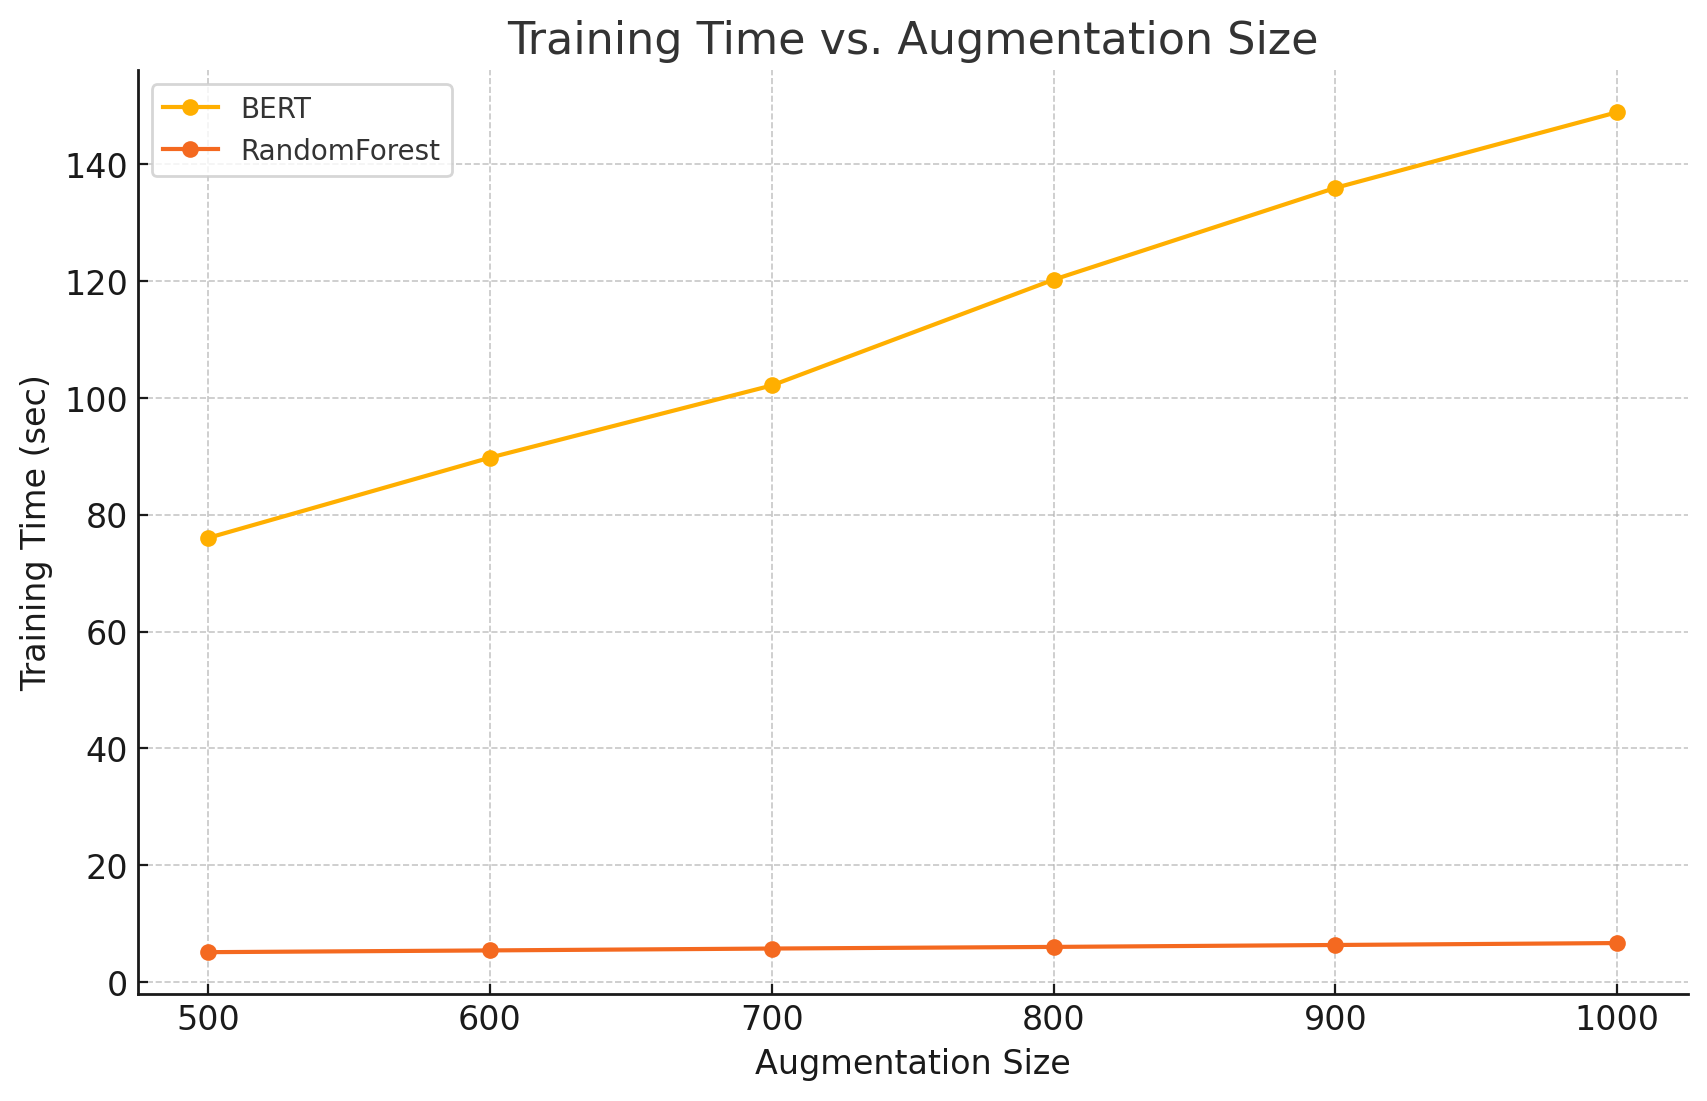 Training Time vs. Augmentation Size
BERT
RandomForest
Training Time (sec)
140
120
100
80
60
40
20
0
500 600 700 800 900 1000
Augmentation Size